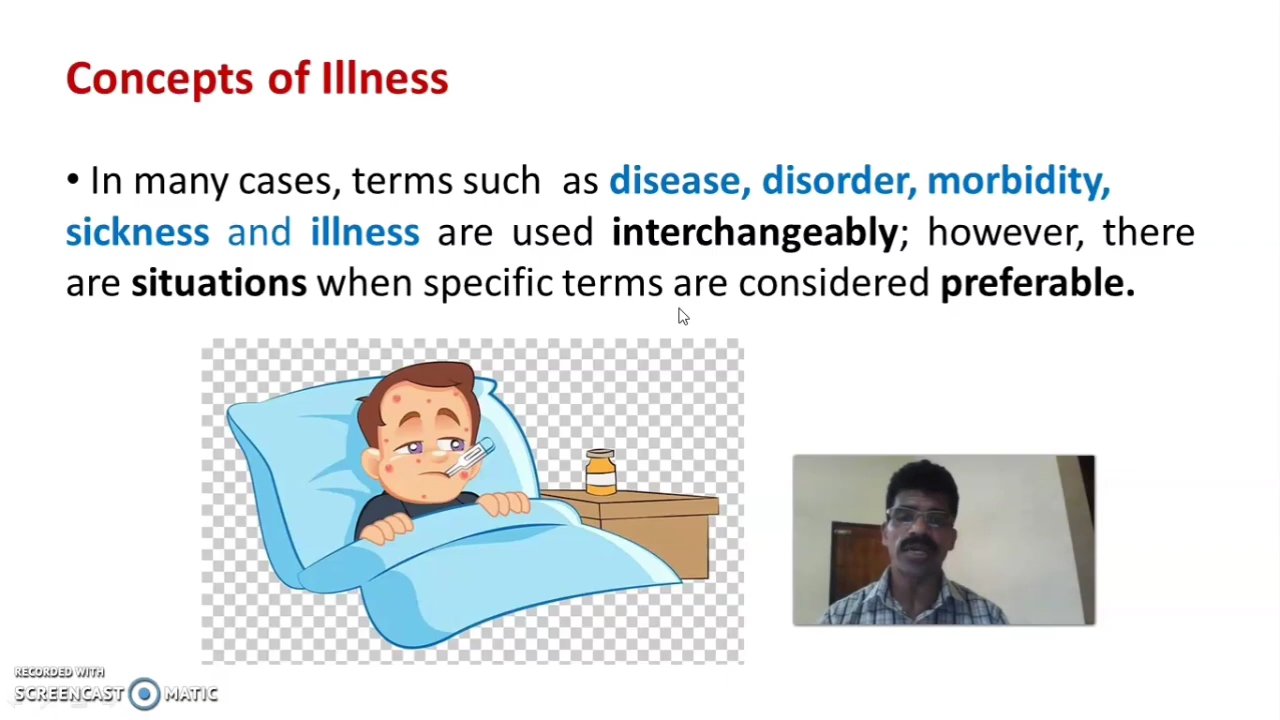 Concepts of Illness
• In many cases, terms such as disease, disorder, morbidity,
sickness and illness are used interchangeably; however, there
are situations when specific terms are considered preferable.
RECORDED WITH
SCREENCAST MATIC